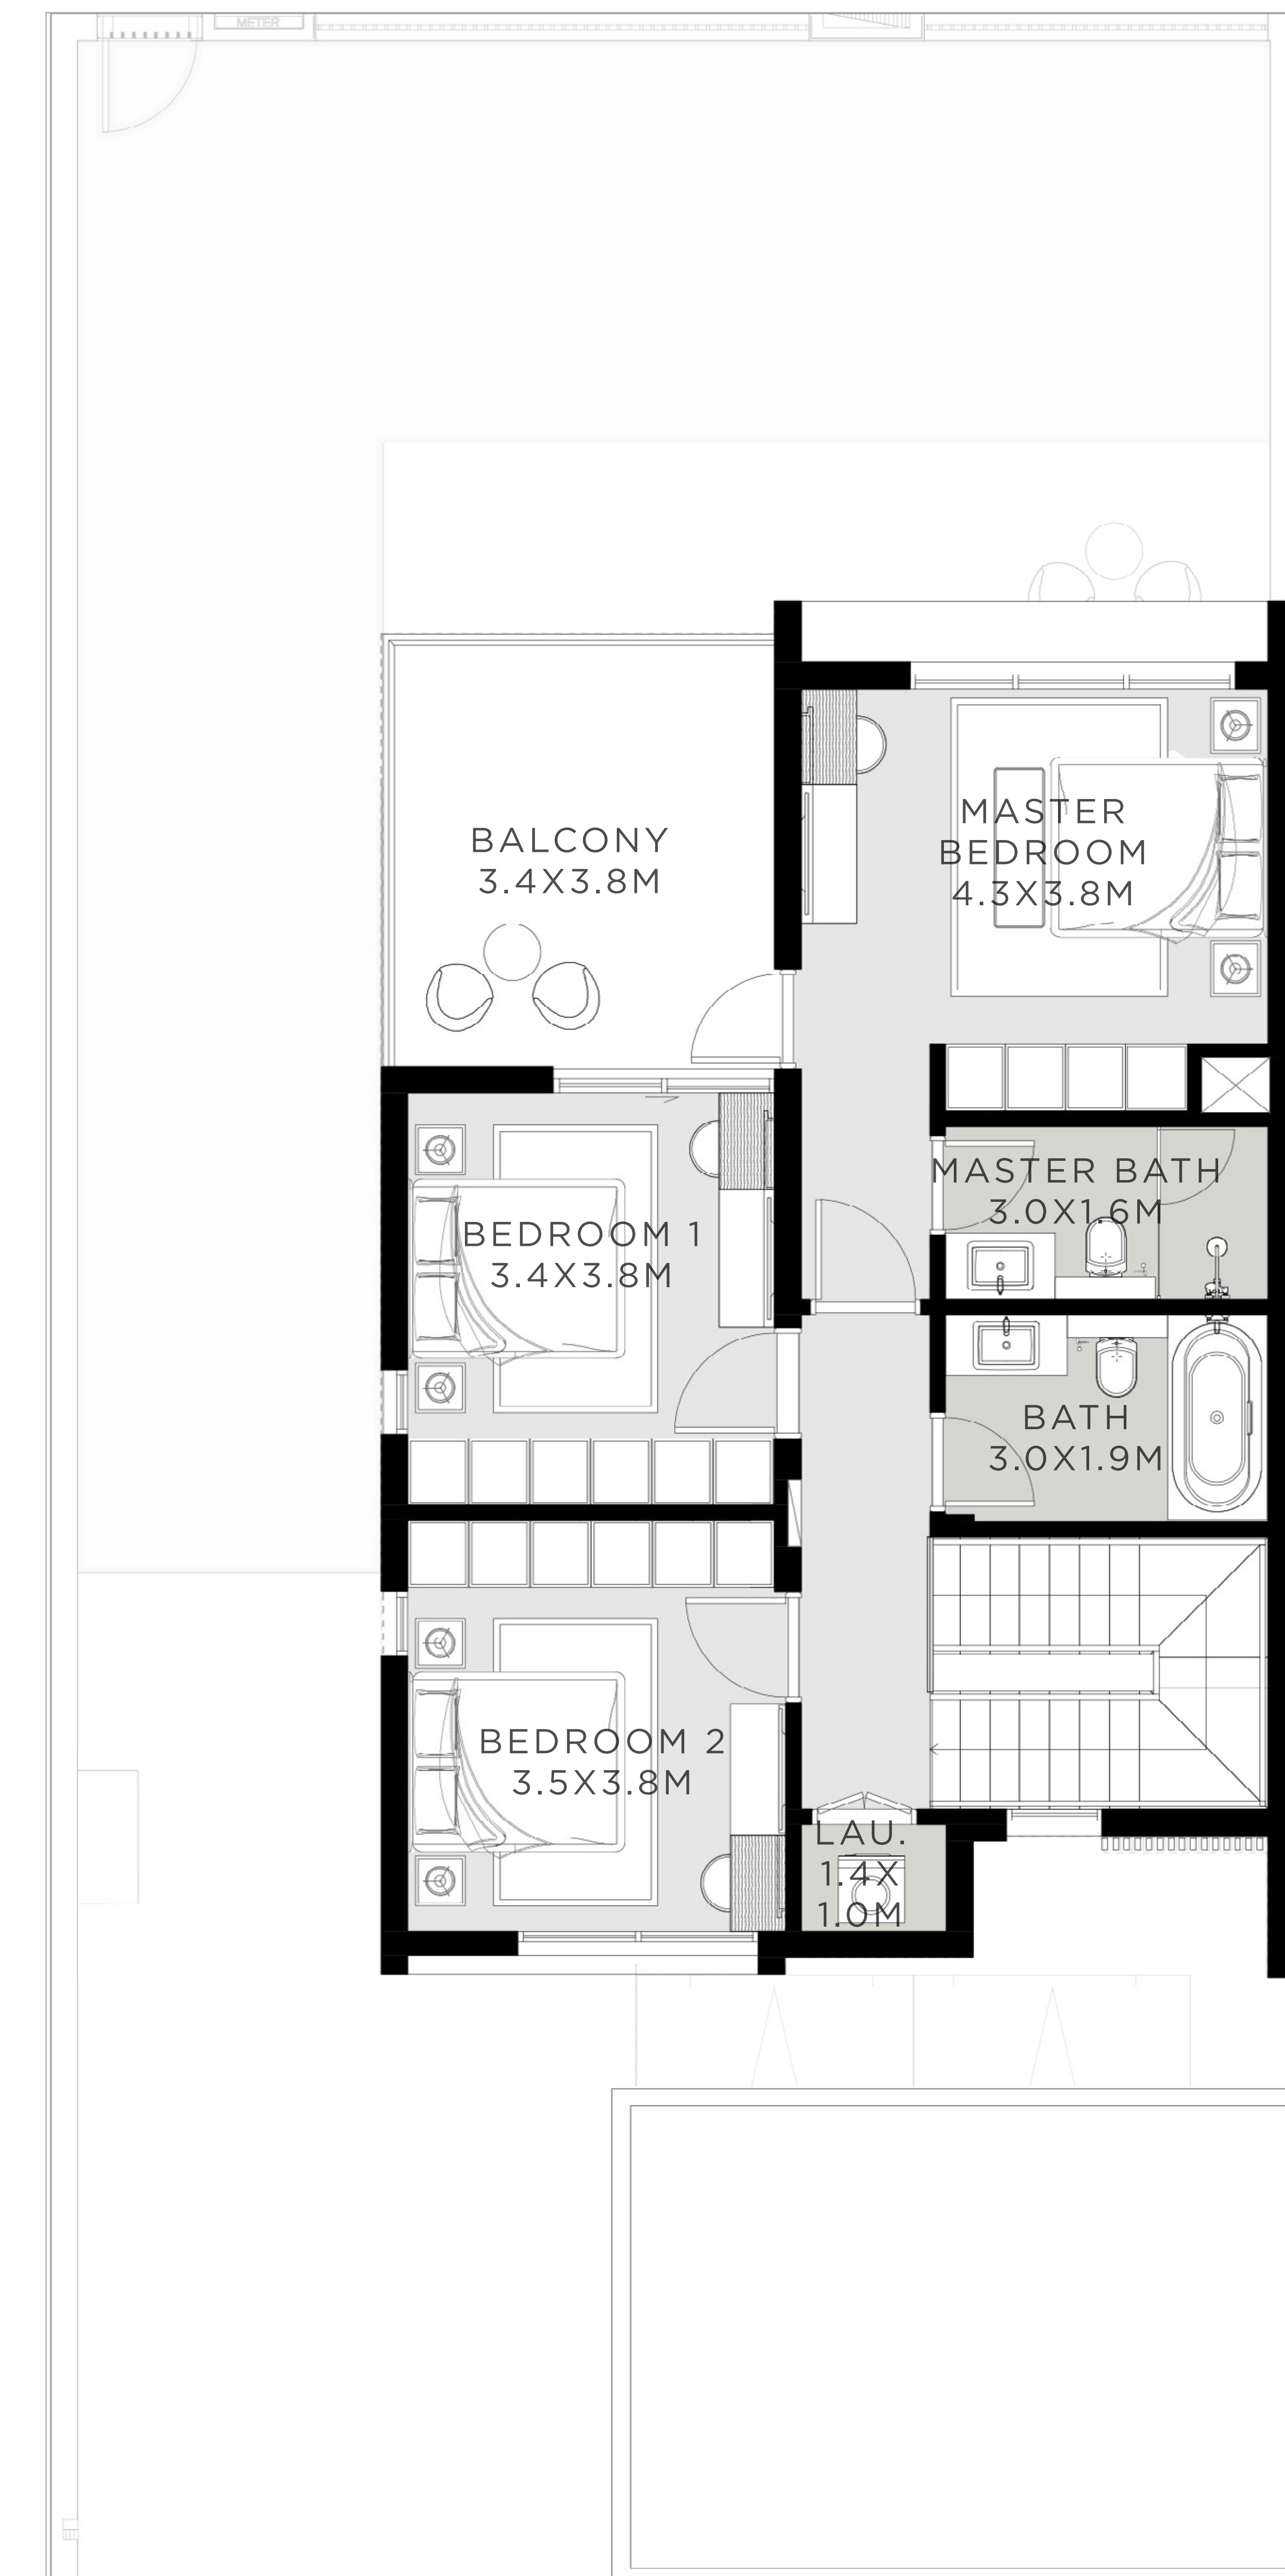 METER
BALCONY
3.4X3.8M
MASTER
BEDROOM
4.3X3.8M
MASTER BATH
3.0X1.6M
BEDROOM 1
3.4X3.8M
BATH
3.0X1.9M
BEDROOM 2
3.5X3.8M
LAU.
1.4X
1.0M